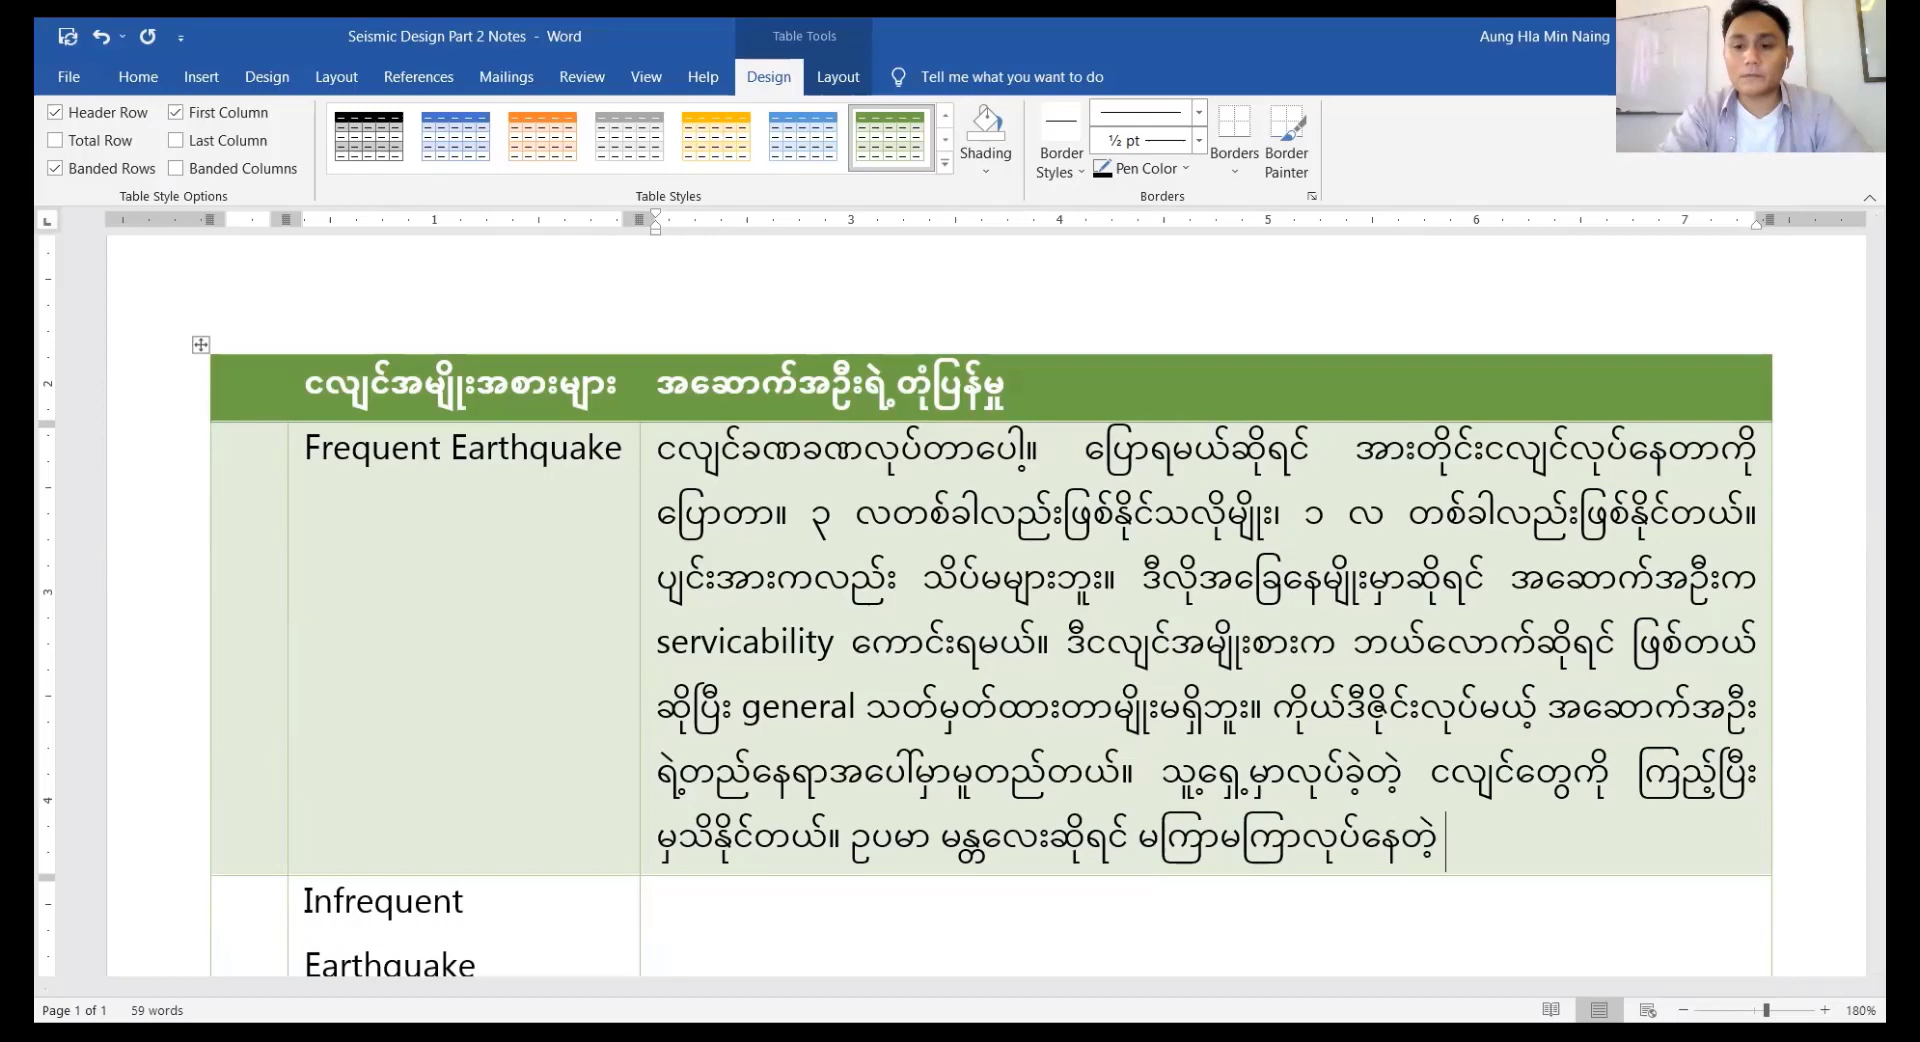 Seismic Design Part 2 Notes - Word
Table Tools
Aung Hla Min Naing
File Home Insert Design Layout References Mailings Review View Help Design Layout Tell me what you want to do
Header Row First Column
Total Row Last Column
Banded Rows Banded Columns
Table Style Options
Table Styles
Shading
Border Styles
½ pt
Pen Color
Borders
Border Painter
Borders
1 3 4 5 6 7
2
3
4
ငလျင်အမျိုးအစားများ အဆောက်အဦးရဲ့တုံပြန်မှု
Frequent Earthquake
ငလျင်ခဏခဏလုပ်တာပေါ့။ ပြောရမယ်ဆိုရင် အားတိုင်းငလျင်လုပ်နေတာကို
ပြောတာ။ ၃ လတစ်ခါလည်းဖြစ်နိုင်သလိုမျိုး၊ ၁ လ တစ်ခါလည်းဖြစ်နိုင်တယ်။
ပျင်းအားကလည်း သိပ်မများဘူး။ ဒီလိုအခြေနေမျိုးမှာဆိုရင် အဆောက်အဦးက
servicability ကောင်းရမယ်။ ဒီငလျင်အမျိုးစားက ဘယ်လောက်ဆိုရင် ဖြစ်တယ်
ဆိုပြီး general သတ်မှတ်ထားတာမျိုးမရှိဘူး။ ကိုယ်ဒီဇိုင်းလုပ်မယ့် အဆောက်အဦး
ရဲ့တည်နေရာအပေါ်မှာမူတည်တယ်။ သူ့ရှေ့မှာလုပ်ခဲ့တဲ့ ငလျင်တွေကို ကြည့်ပြီး
မှသိနိုင်တယ်။ ဥပမာ မန္တလေးဆိုရင် မကြာမကြာလုပ်နေတဲ့
Infrequent
Earthquake
Page 1 of 1 59 words
180%